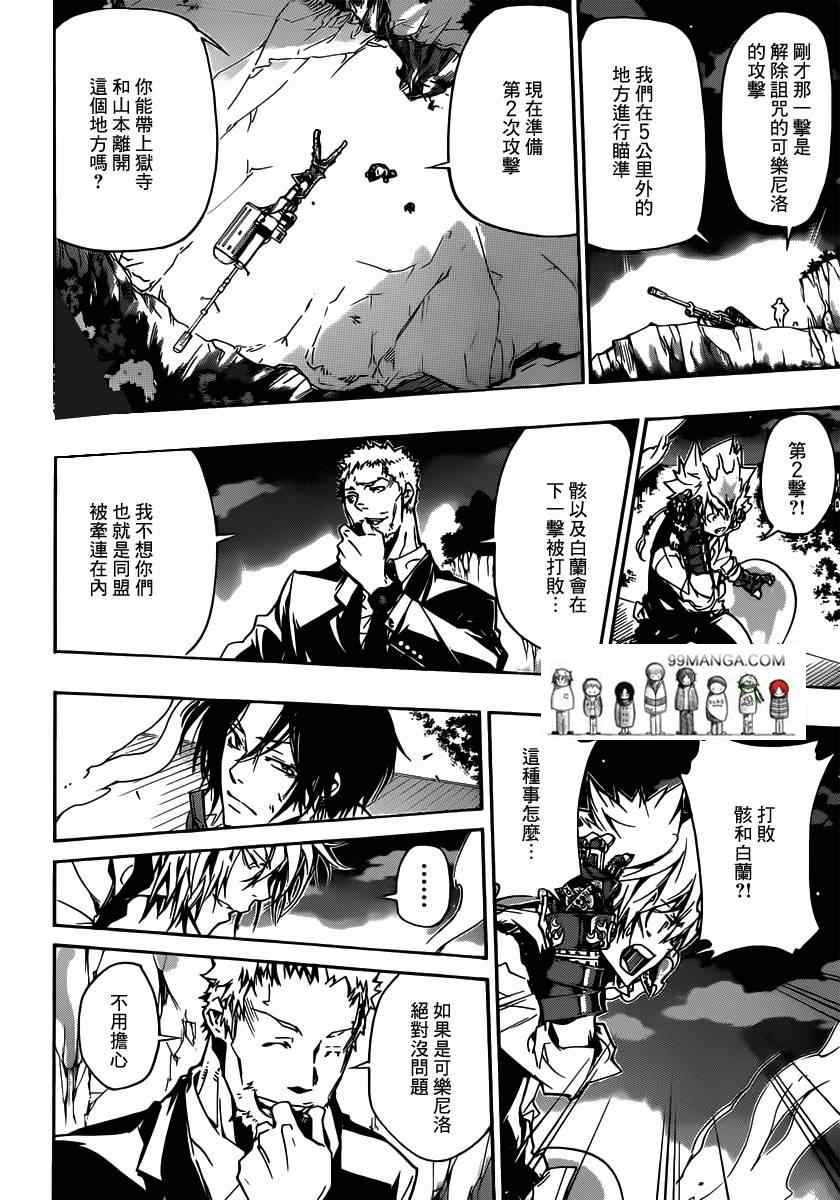 剛才那一擊是
解除詛咒的可樂尼洛
的攻擊
我們在5公里外的
地方進行瞄準
現在準備
第2次攻擊
你能帶上獄寺
和山本離開
這個地方嗎?
第2擊?!
骸以及白蘭會在
下一擊被打敗…
我不想你們
也就是同盟
被牽連在內
99MANGA.COM
打敗
骸和白蘭?!
這種事怎麼…
……
如果是可樂尼洛
絕對沒問題
不用擔心